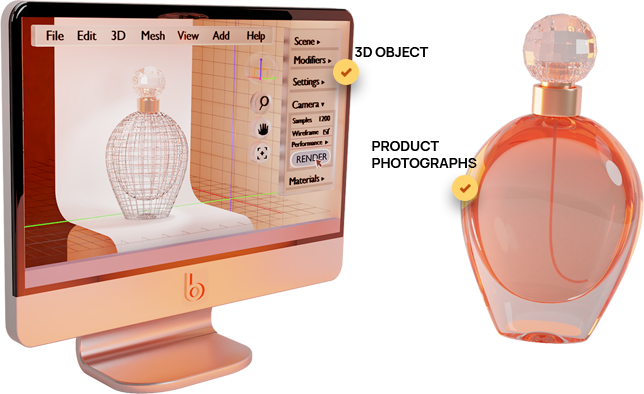 File Edit 3D Mesh View Add Help
Scene ▸
Modifiers ▸
Settings ▸
Camera ▾
Samples 1200
Performance ▸
RENDER
Materials ▸
3D OBJECT
PRODUCT
PHOTOGRAPHS
b